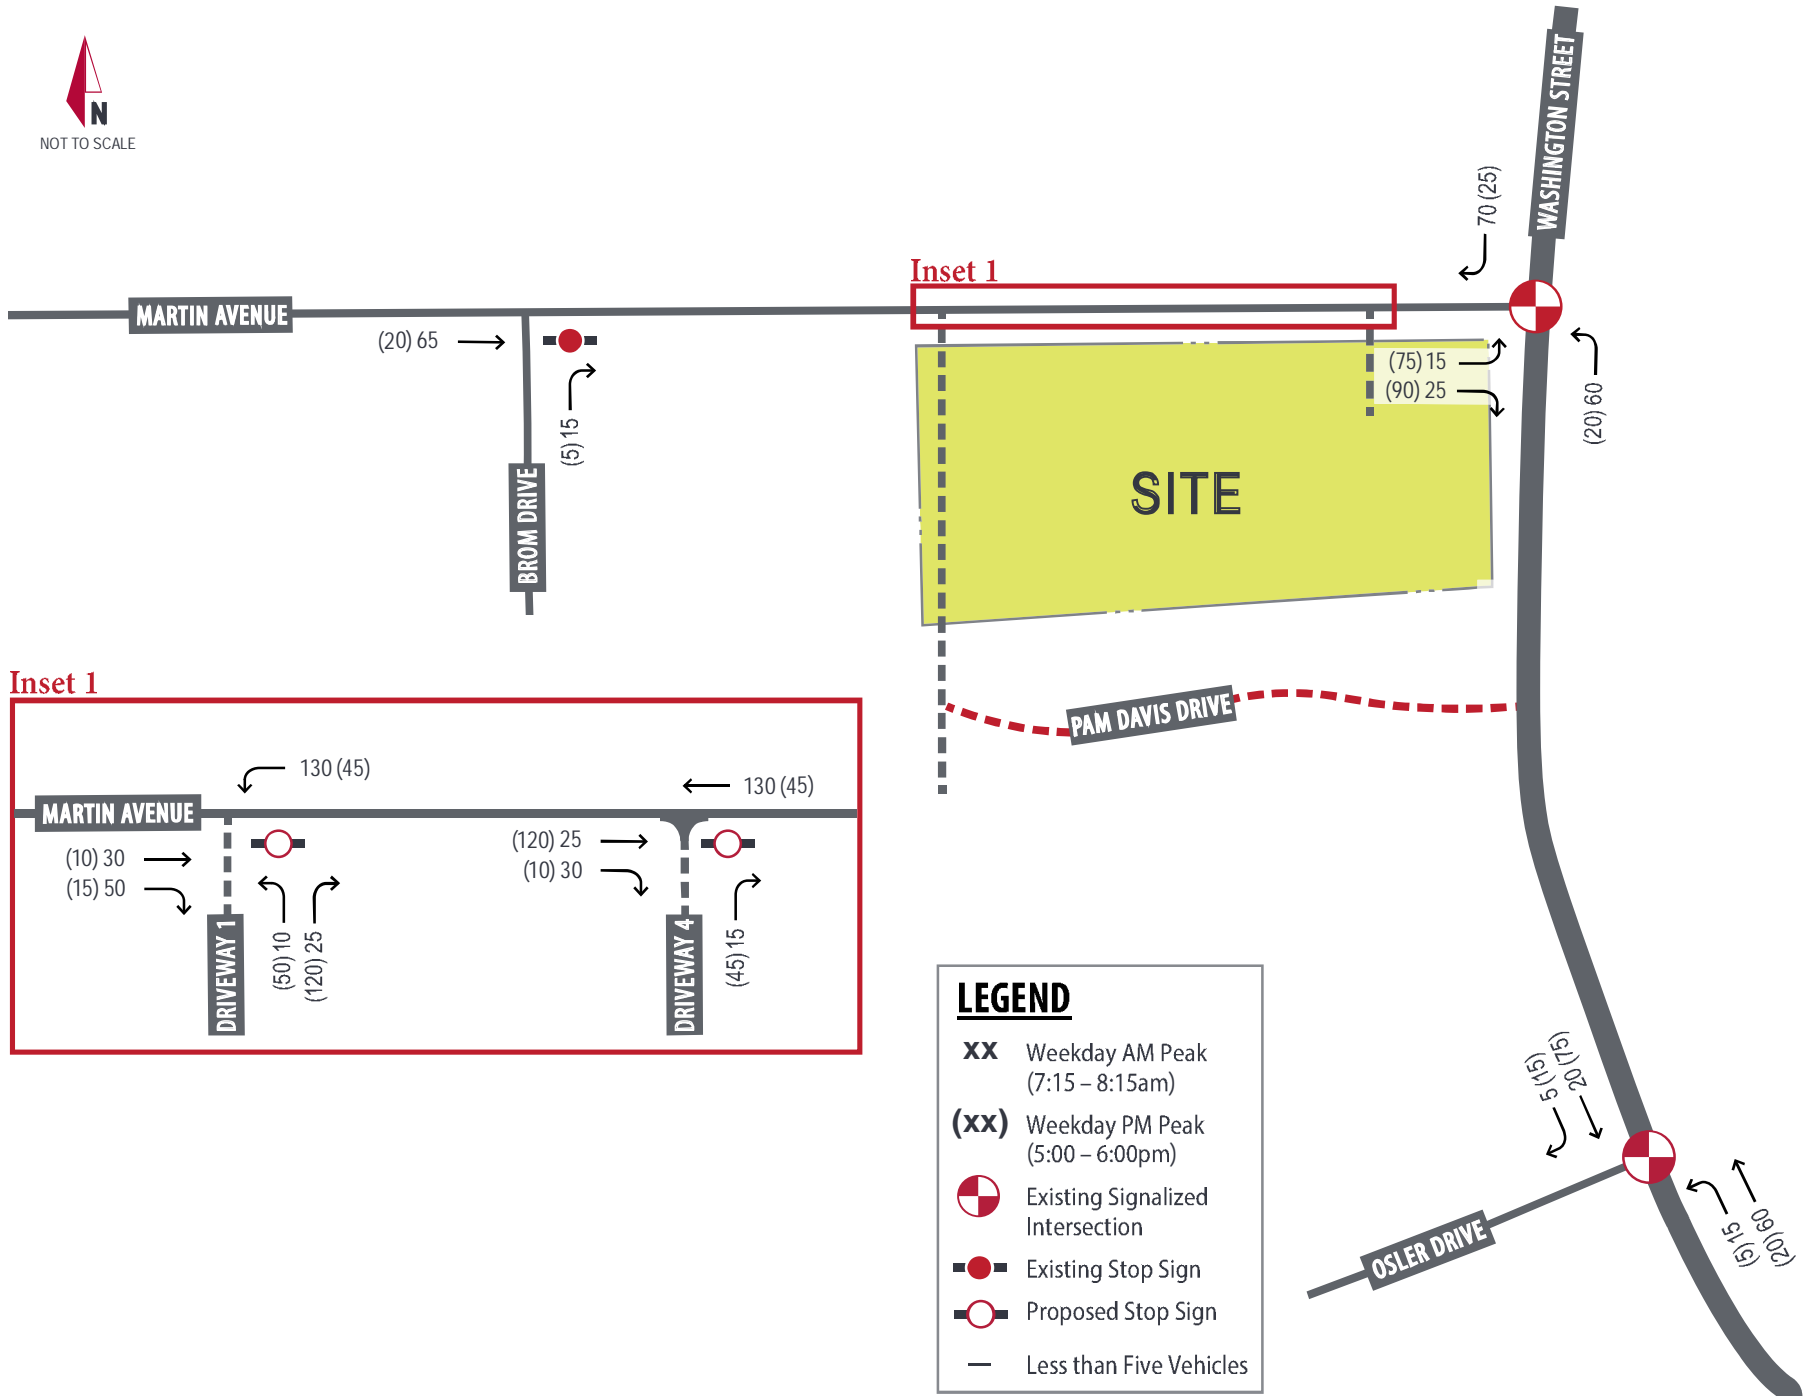 N
NOT TO SCALE
WASHINGTON STREET
70 (25)
Inset 1
MARTIN AVENUE
(20) 65
(5) 15
BROM DRIVE
(75) 15
(90) 25
(20) 60
SITE
PAM DAVIS DRIVE
Inset 1
130 (45)
130 (45)
MARTIN AVENUE
(10) 30
(15) 50
(120) 25
(10) 30
DRIVEWAY 1
(50) 10
(120) 25
DRIVEWAY 4
(45) 15
LEGEND
XX Weekday AM Peak
(7:15 – 8:15am)
(XX) Weekday PM Peak
(5:00 – 6:00pm)
Existing Signalized
Intersection
Existing Stop Sign
Proposed Stop Sign
— Less than Five Vehicles
5 (15)
20 (75)
OSLER DRIVE
(5) 15
(20) 60